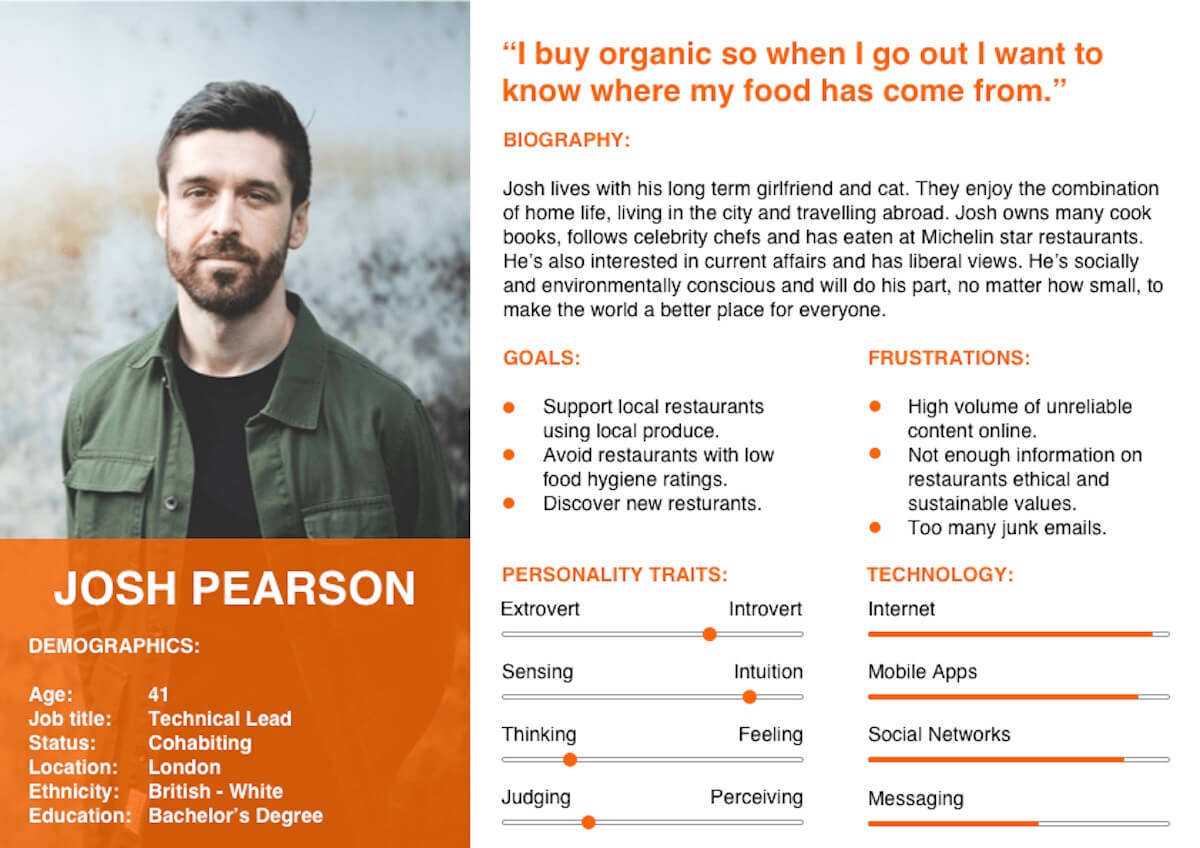 “I buy organic so when I go out I want to
know where my food has come from.”
BIOGRAPHY:
Josh lives with his long term girlfriend and cat. They enjoy the combination
of home life, living in the city and travelling abroad. Josh owns many cook
books, follows celebrity chefs and has eaten at Michelin star restaurants.
He’s also interested in current affairs and has liberal views. He’s socially
and environmentally conscious and will do his part, no matter how small, to
make the world a better place for everyone.
GOALS:
Support local restaurants
using local produce.
Avoid restaurants with low
food hygiene ratings.
Discover new resturants.
FRUSTRATIONS:
High volume of unreliable
content online.
Not enough information on
restaurants ethical and
sustainable values.
Too many junk emails.
JOSH PEARSON
DEMOGRAPHICS:
Age: 41
Job title: Technical Lead
Status: Cohabiting
Location: London
Ethnicity: British - White
Education: Bachelor’s Degree
PERSONALITY TRAITS:
Extrovert Introvert
Sensing Intuition
Thinking Feeling
Judging Perceiving
TECHNOLOGY:
Internet
Mobile Apps
Social Networks
Messaging